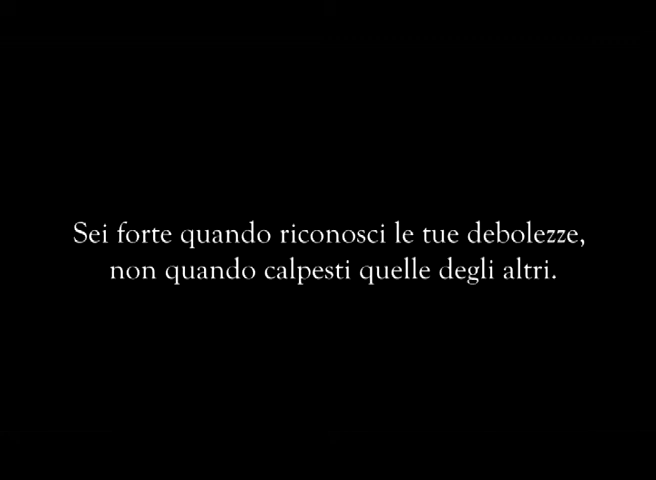 Sei forte quando riconosci le tue debolezze,
non quando calpesti quelle degli altri.